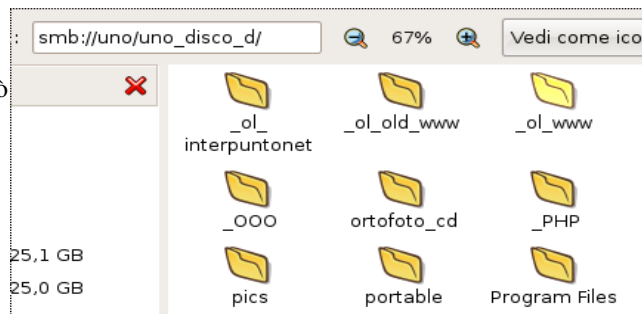 : smb://uno/uno_disco_d/ 67% Vedi come ico
ò
_ol_ _ol_old_www _ol_www
interpuntonet
_OOO ortofoto_cd _PHP
25,1 GB
25,0 GB
pics portable Program Files